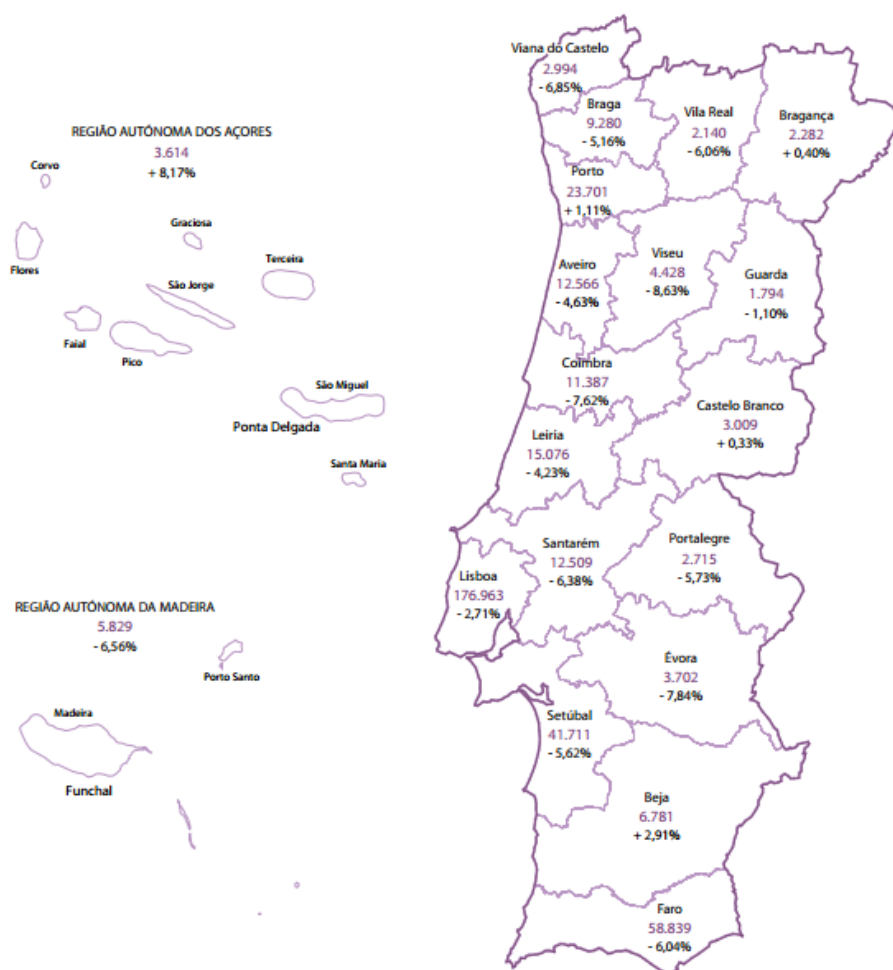 Viana do Castelo
2.994
- 6,85%
Braga
9.280
- 5,16%
Vila Real
2.140
- 6,06%
Bragança
2.282
+ 0,40%
Porto
23.701
+ 1,11%
REGIÃO AUTÓNOMA DOS AÇORES
3.614
+ 8,17%
Corvo
Graciosa
Flores
Terceira
São Jorge
Faial
Pico
São Miguel
Ponta Delgada
Santa Maria
Aveiro
12.566
- 4,63%
Viseu
4.428
- 8,63%
Guarda
1.794
- 1,10%
Coimbra
11.387
- 7,62%
Castelo Branco
3.009
+ 0,33%
Leiria
15.076
- 4,23%
Santarém
12.509
- 6,38%
Portalegre
2.715
- 5,73%
Lisboa
176.963
- 2,71%
REGIÃO AUTÓNOMA DA MADEIRA
5.829
- 6,56%
Porto Santo
Madeira
Funchal
Évora
3.702
- 7,84%
Setúbal
41.711
- 5,62%
Beja
6.781
+ 2,91%
Faro
58.839
- 6,04%